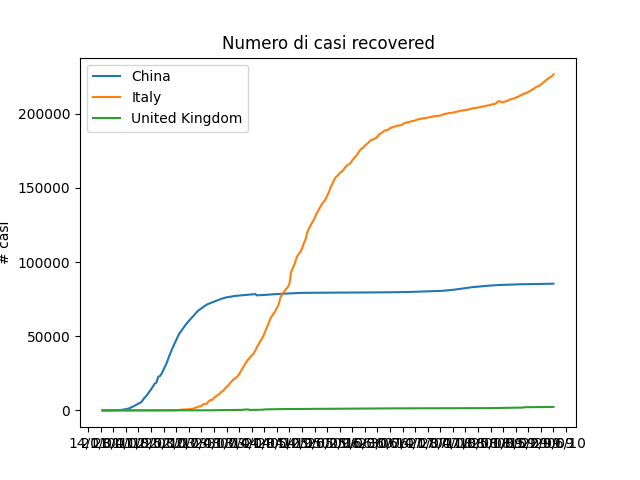 Numero di casi recovered
China
Italy
United Kingdom
200000
150000
100000
50000
0
# casi